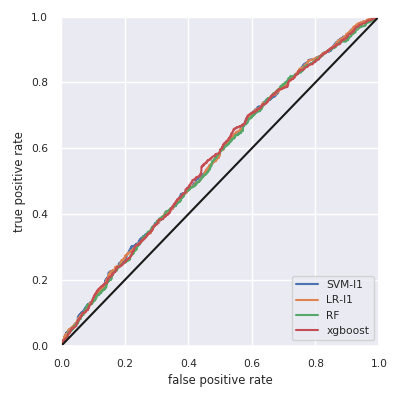 1.0
0.8
0.6
0.4
0.2
0.0
true positive rate
0.0 0.2 0.4 0.6 0.8 1.0
false positive rate
SVM-l1
LR-l1
RF
xgboost